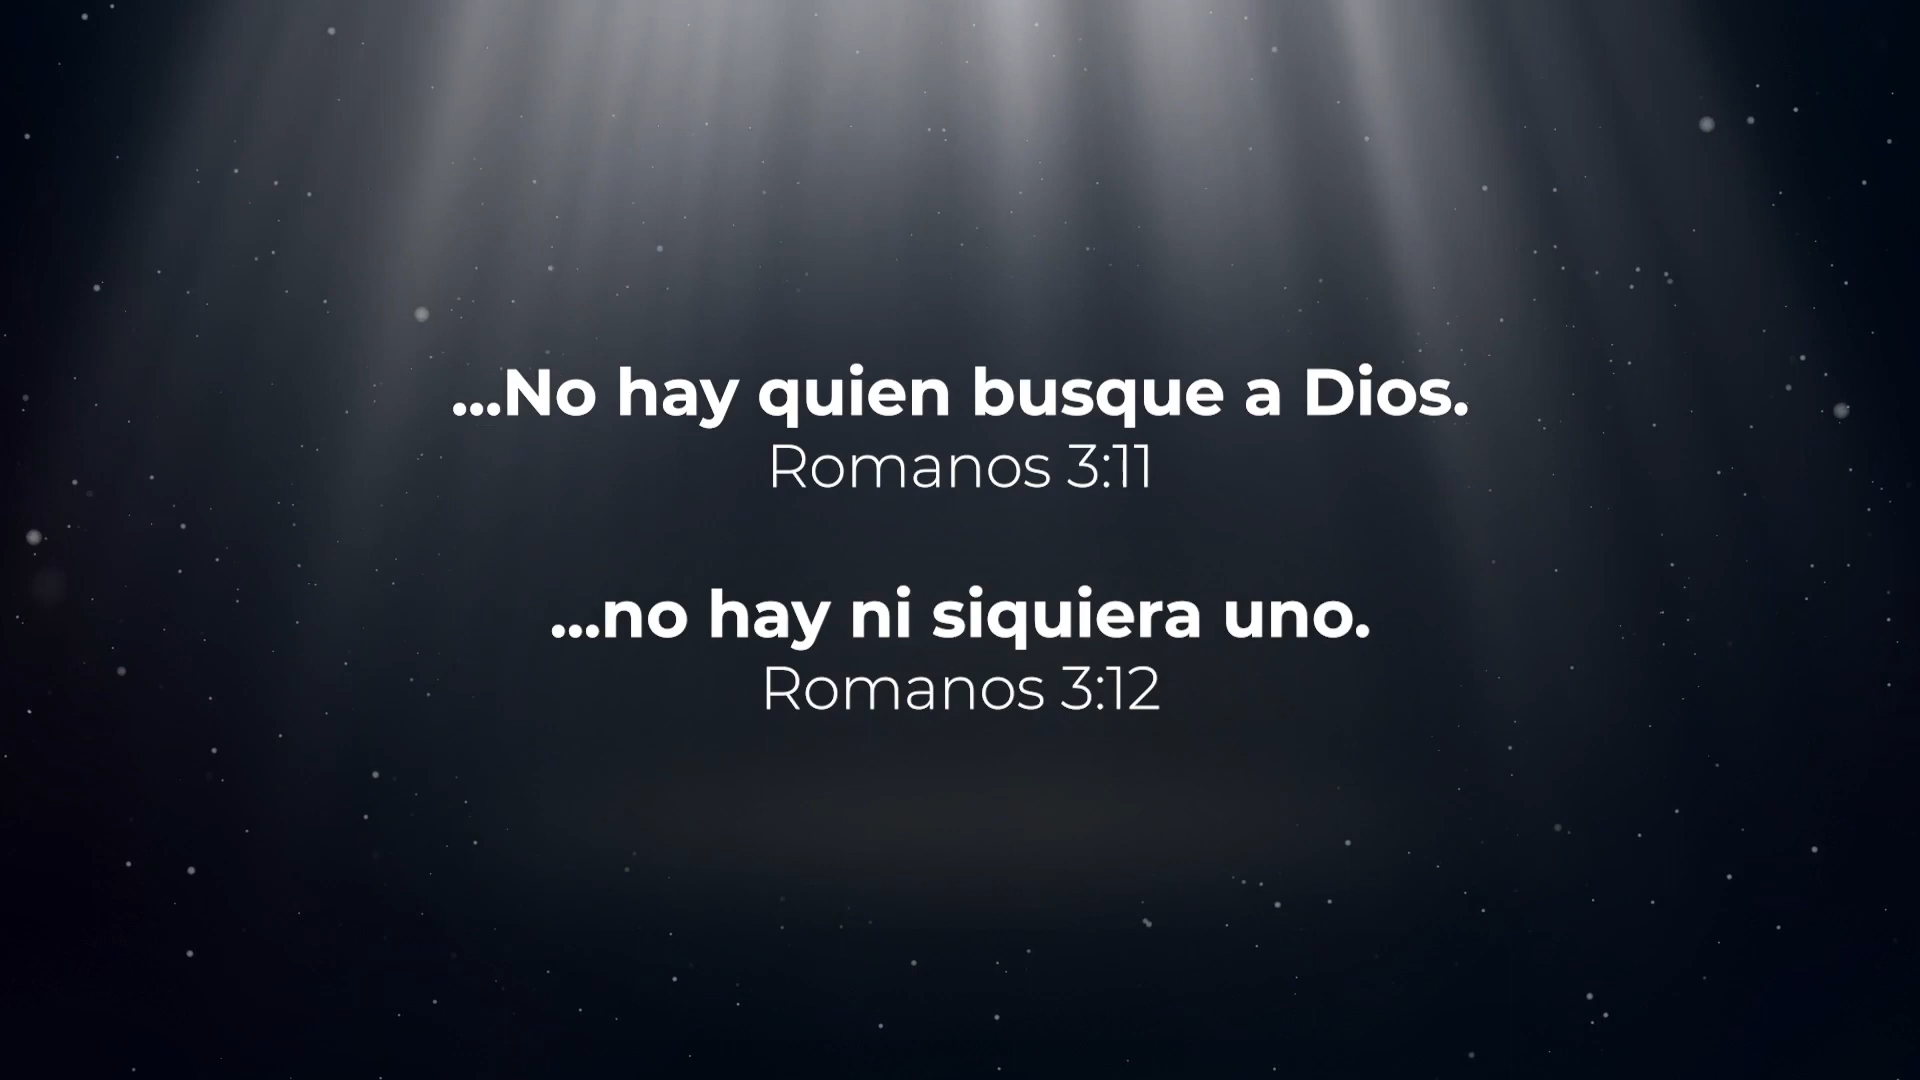 ...No hay quien busque a Dios.
Romanos 3:11
...no hay ni siquiera uno.
Romanos 3:12